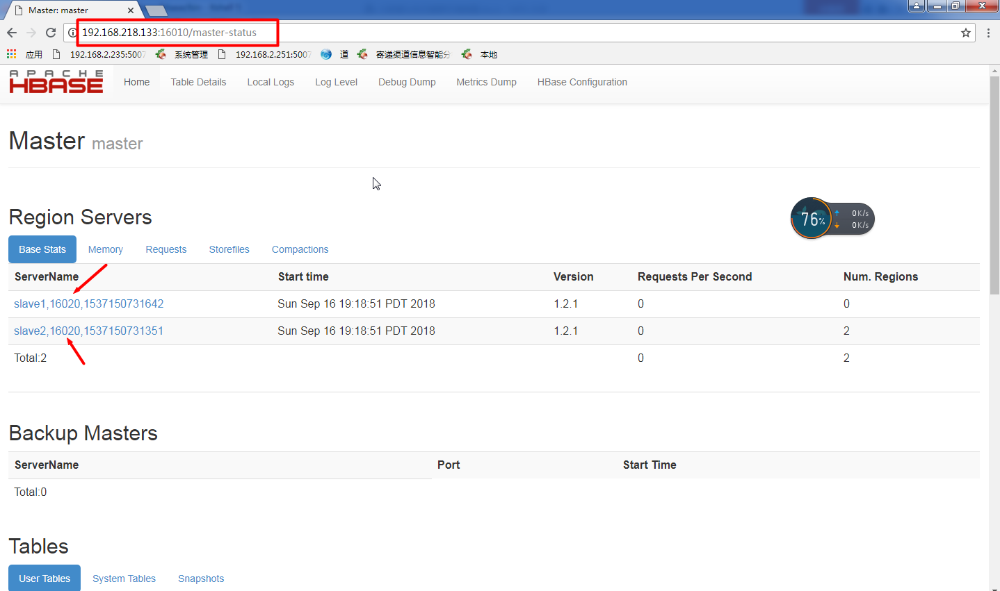 Master: master
192.168.218.133:16010/master-status
应用 192.168.2.235:5007 系统管理 192.168.2.251:5007 道 寄递渠道信息智能分 本地
APACHE
HBASE
Home Table Details Local Logs Log Level Debug Dump Metrics Dump HBase Configuration
Master master
Region Servers
76% 0K/s
0K/s
Base Stats Memory Requests Storefiles Compactions
ServerName Start time Version Requests Per Second Num. Regions
slave1,16020,1537150731642 Sun Sep 16 19:18:51 PDT 2018 1.2.1 0 0
slave2,16020,1537150731351 Sun Sep 16 19:18:51 PDT 2018 1.2.1 0 2
Total:2 0 2
Backup Masters
ServerName Port Start Time
Total:0
Tables
User Tables System Tables Snapshots